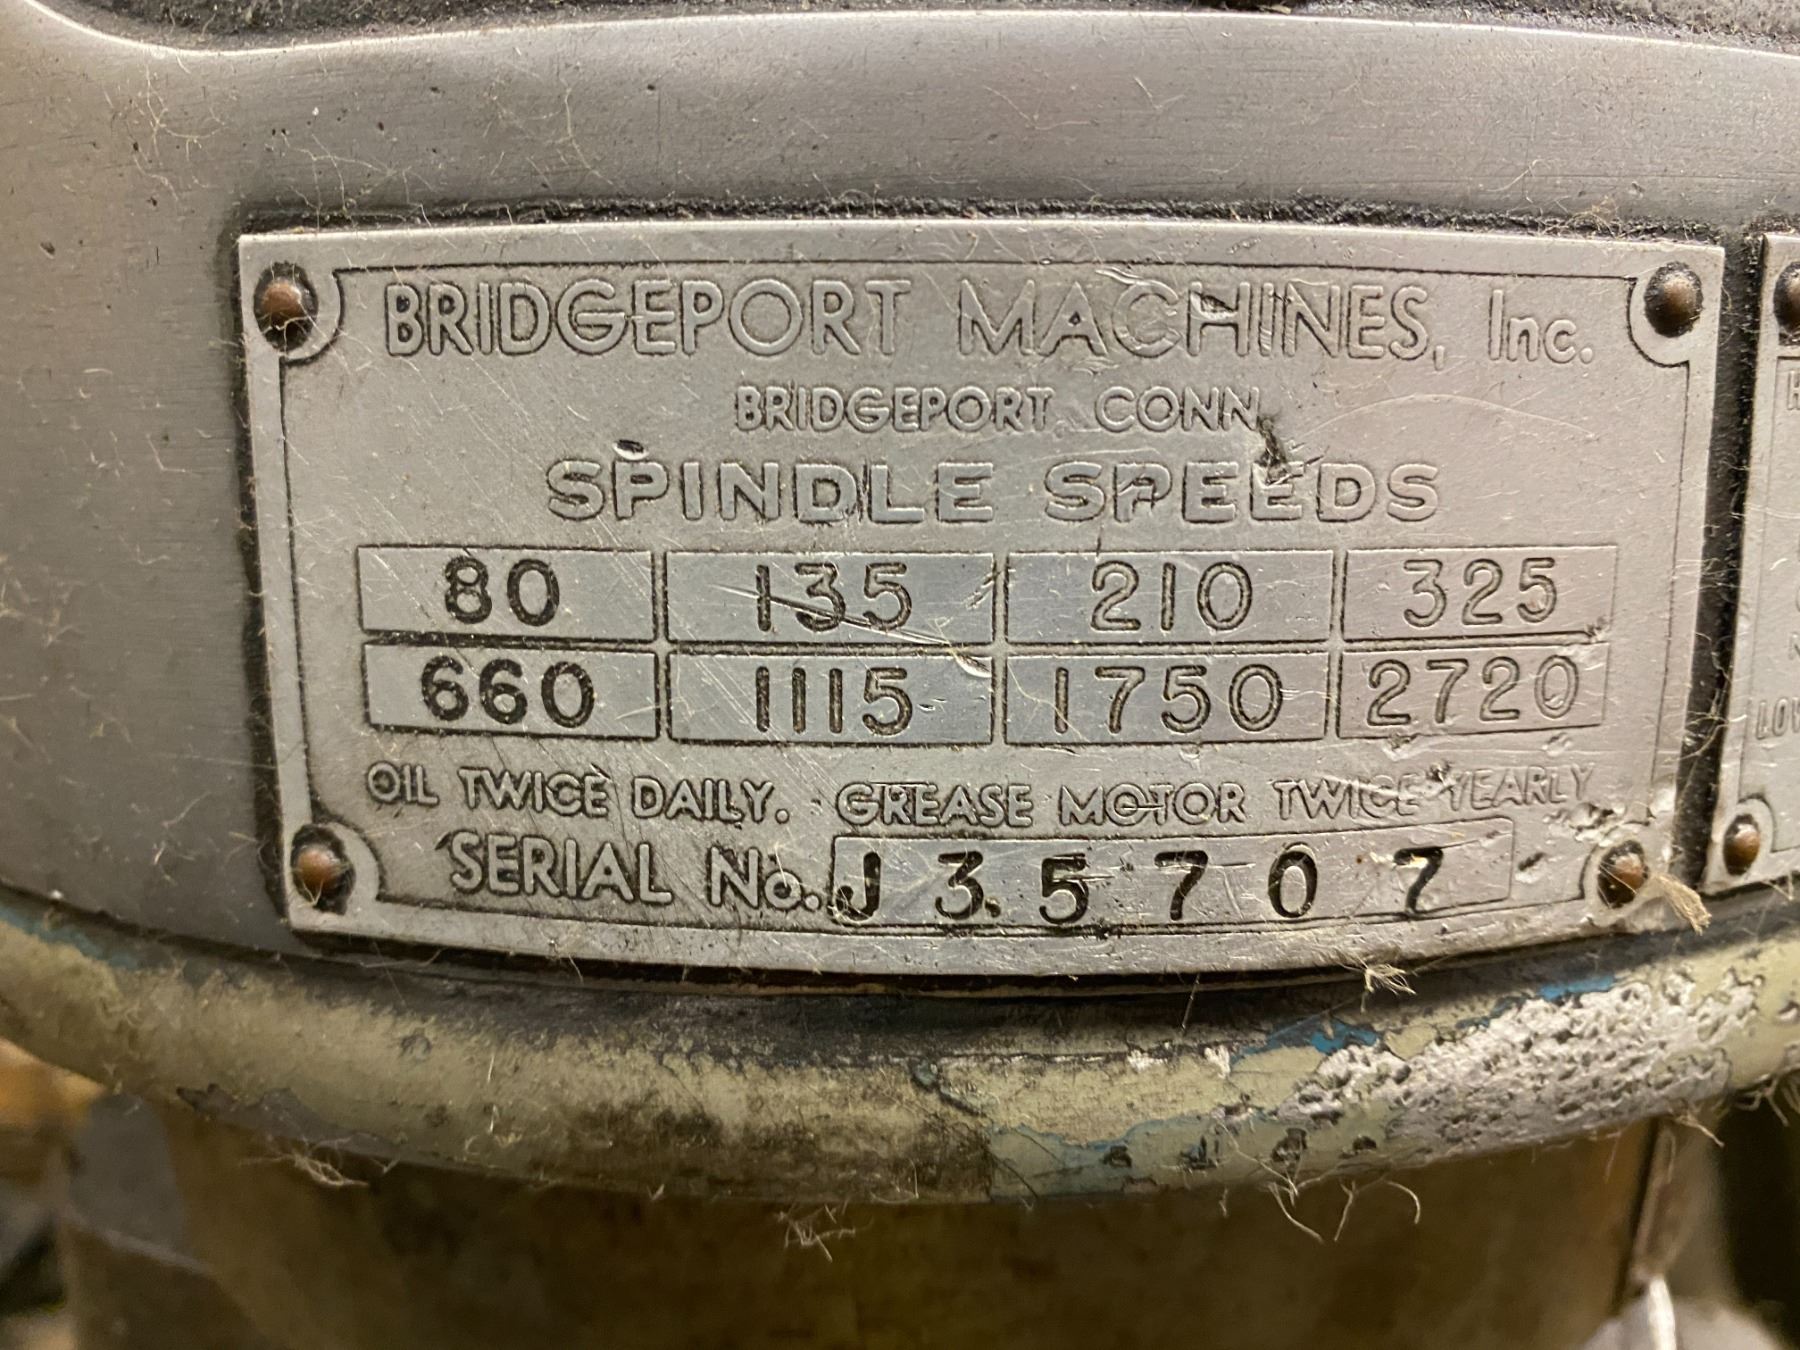 BRIDGEPORT MACHINES, Inc.
BRIDGEPORT, CONN.
SPINDLE SPEEDS
80 135 210 325
660 1115 1750 2720
OIL TWICE DAILY. GREASE MOTOR TWICE YEARLY
SERIAL No. J35707